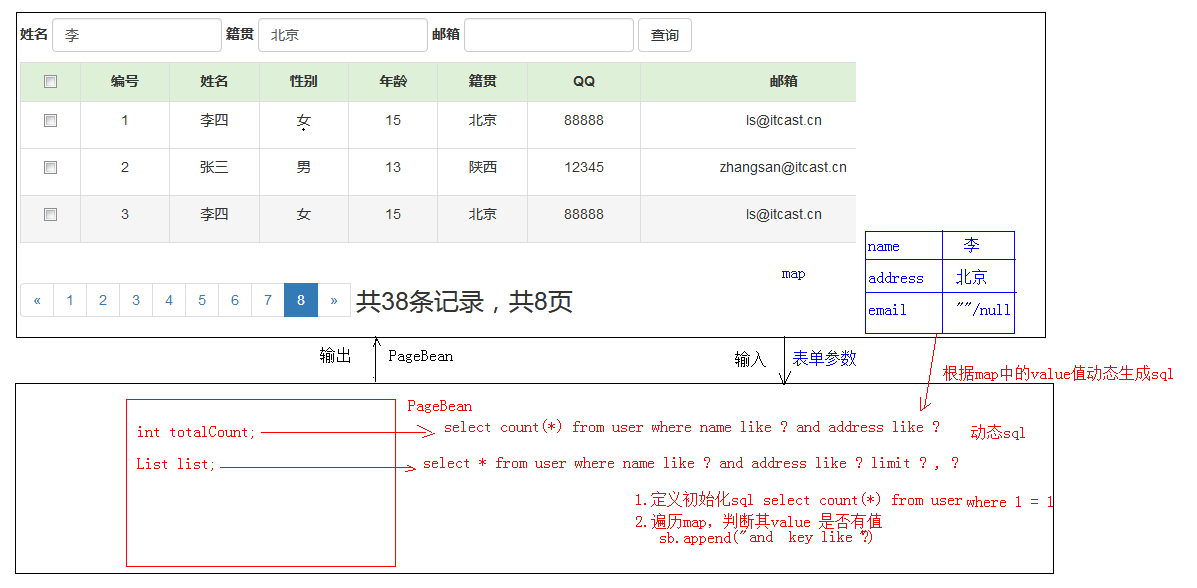 姓名 李 籍贯 北京 邮箱 查询
编号 姓名 性别 年龄 籍贯 QQ 邮箱
1 李四 女 15 北京 88888 ls@itcast.cn
2 张三 男 13 陕西 12345 zhangsan@itcast.cn
3 李四 女 15 北京 88888 ls@itcast.cn
map
name 李
address 北京
email ""/null
« 1 2 3 4 5 6 7 8 » 共38条记录，共8页
输出 PageBean
输入 表单参数
根据map中的value值动态生成sql
PageBean
int totalCount; select count(*) from user where name like ? and address like ? 动态sql
List list; select * from user where name like ? and address like ? limit ? , ?
1.定义初始化sql select count(*) from user where 1 = 1
2.遍历map，判断其value 是否有值
sb.append("and key like ?")